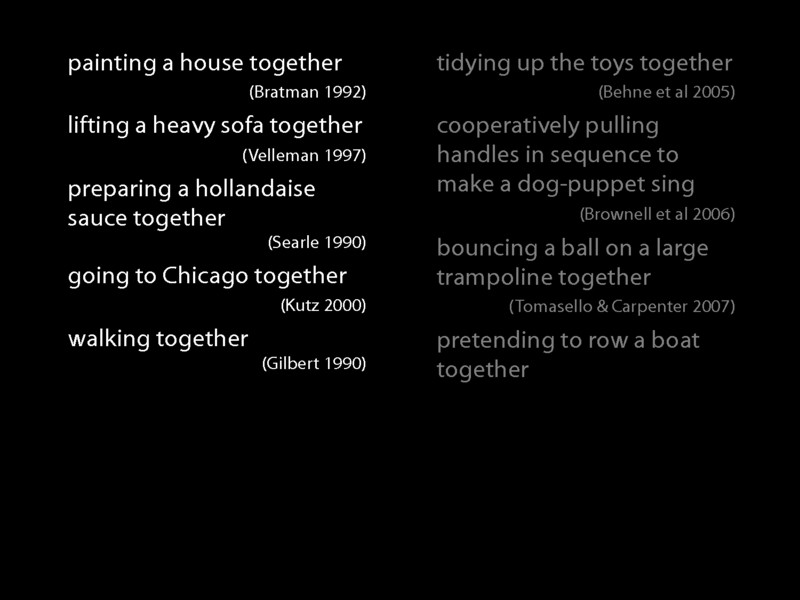 painting a house together
(Bratman 1992)
lifting a heavy sofa together
(Velleman 1997)
preparing a hollandaise
sauce together
(Searle 1990)
going to Chicago together
(Kutz 2000)
walking together
(Gilbert 1990)
tidying up the toys together
(Behne et al 2005)
cooperatively pulling
handles in sequence to
make a dog-puppet sing
(Brownell et al 2006)
bouncing a ball on a large
trampoline together
(Tomasello & Carpenter 2007)
pretending to row a boat
together